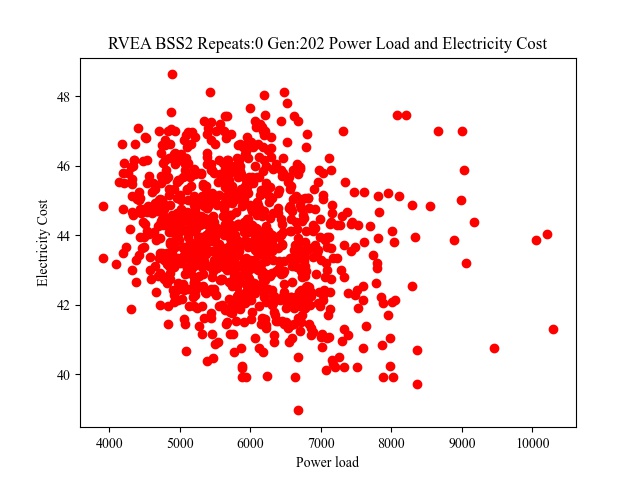 RVEA BSS2 Repeats:0 Gen:202 Power Load and Electricity Cost
Electricity Cost
48
46
44
42
40
4000 5000 6000 7000 8000 9000 10000
Power load